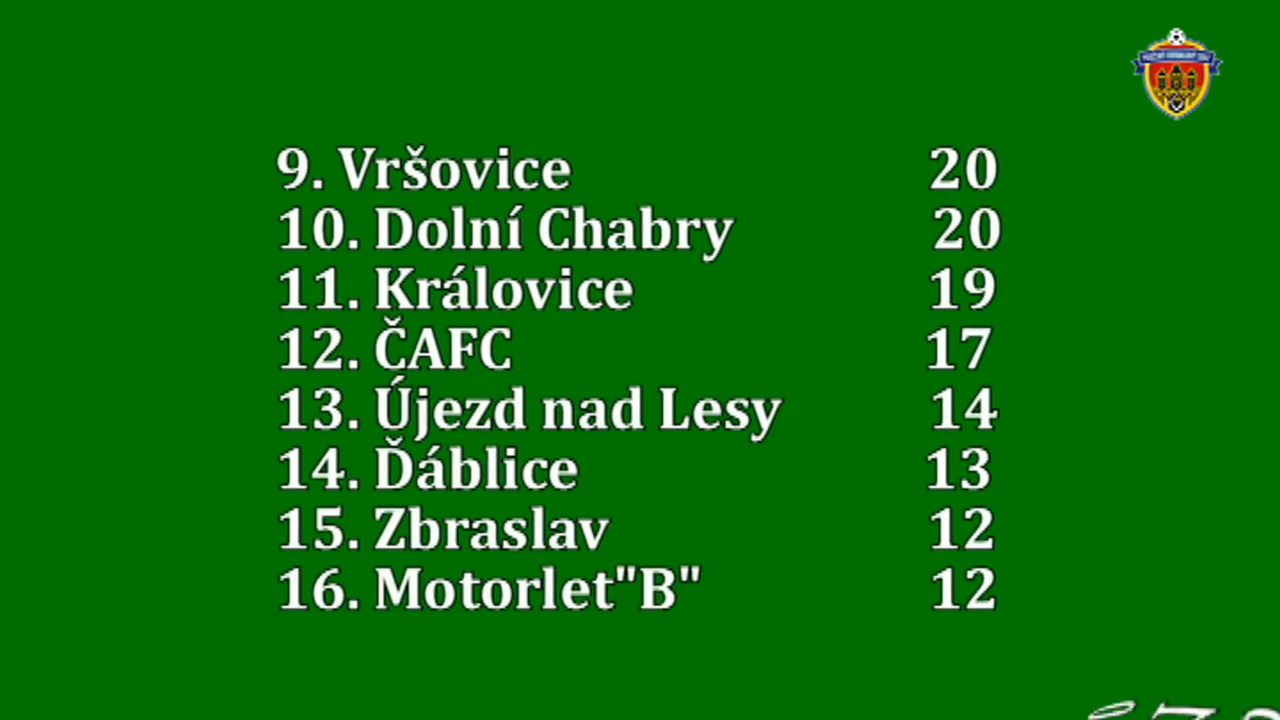 9. Vršovice 20
10. Dolní Chabry 20
11. Královice 19
12. ČAFC 17
13. Újezd nad Lesy 14
14. Ďáblice 13
15. Zbraslav 12
16. Motorlet"B" 12